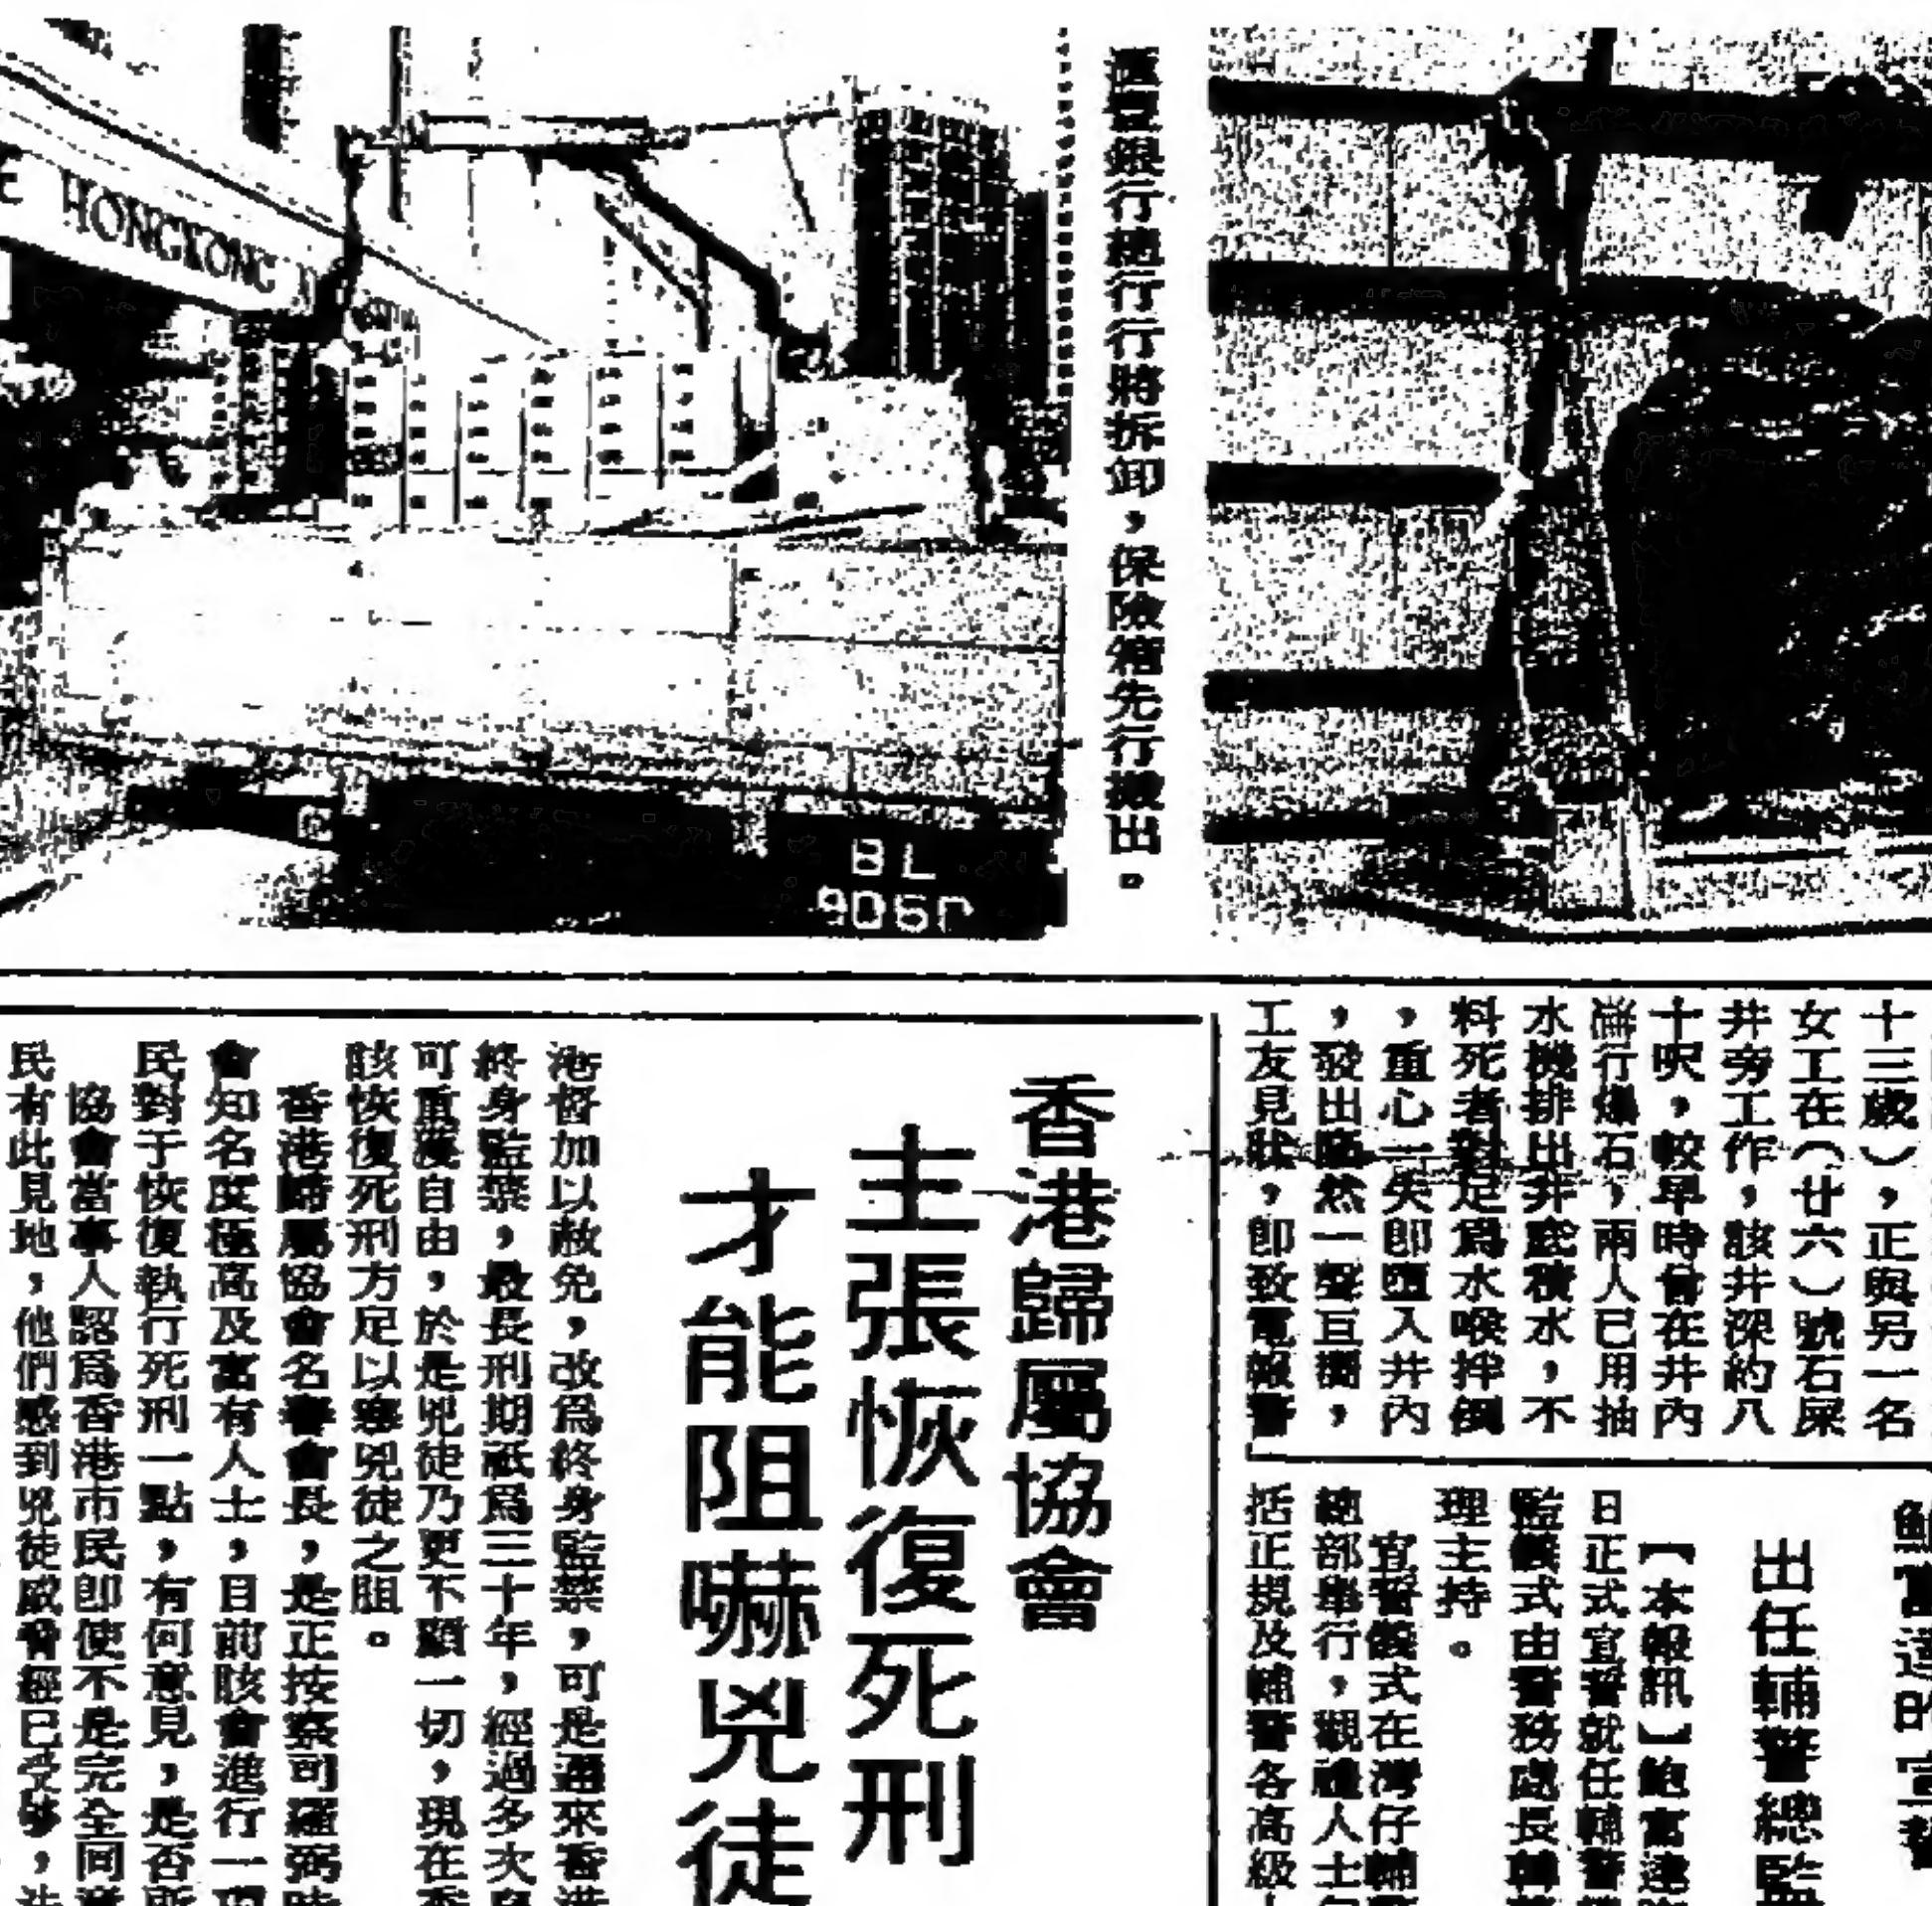 E HONGKONG
BL
9067
滙豐銀行總行行將拆卸，保險箱先行搬出。
十三歲），正與另一名
女工在（廿六）號石屎
井旁工作，該井深約八
十呎，較早時曾在井內
行爆石，兩人已用抽
水機排出井底積水，不
料死者對足爲水喉拌倒
，重心一失卽墮入井內
，發出隆然一聲巨響，
工友見狀，卽致電報警
出任輔警總監
【本報訊】鮑富達
日正式宣誓就任輔警
監儀式由警務處長
理主持。
宣誓儀式在灣仔輔
總部舉行，觀禮人士
括正規及輔警各高級
香港歸屬協會
主張恢復死刑
才能阻嚇兇徒
港督加以赦免，改爲終身監禁，可是近來香港
終身監禁，最長刑期祇爲三十年，經過多次
可重獲自由，於是兇徒乃更不顧一切，現在
該恢復死刑方足以塞兇徒之阻。
香港歸屬協會名譽會長，是正按察司羅弼時
會知名度極高及富有人士，目前該會進行一項
民對于恢復執行死刑一點，有何意見，是否
協會當事人認爲香港市民卽使不是完全同意
民有此見地，他們感到兇徒威脅經已受夠，